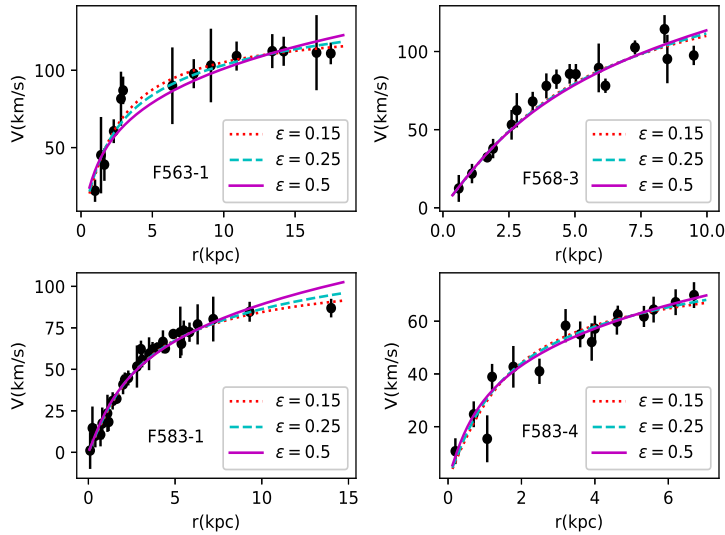 V(km/s)
100
50
ε = 0.15
ε = 0.25
ε = 0.5
F563-1
0 5 10 15
r(kpc)
V(km/s)
100
50
0
ε = 0.15
ε = 0.25
ε = 0.5
F568-3
0.0 2.5 5.0 7.5 10.0
r(kpc)
V(km/s)
100
75
50
25
0
ε = 0.15
ε = 0.25
ε = 0.5
F583-1
0 5 10 15
r(kpc)
V(km/s)
60
40
20
ε = 0.15
ε = 0.25
ε = 0.5
F583-4
0 2 4 6
r(kpc)